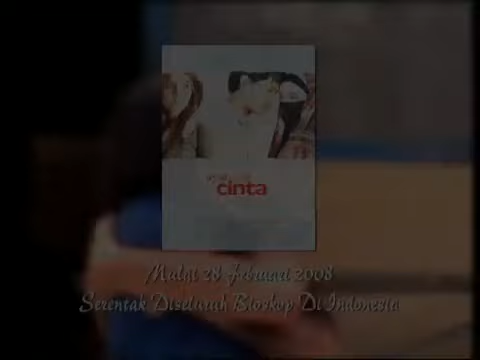 cinta
Mulai 28 Februari 2008
Serentak Diseluruh Bioskop Di Indonesia